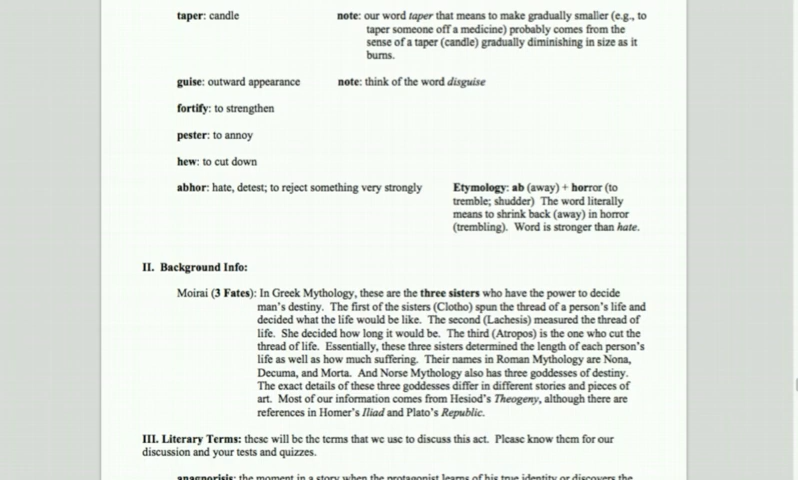 taper: candle note: our word taper that means to make gradually smaller (e.g., to
taper someone off a medicine) probably comes from the
sense of a taper (candle) gradually diminishing in size as it
burns.
guise: outward appearance note: think of the word disguise
fortify: to strengthen
pester: to annoy
hew: to cut down
abhor: hate, detest; to reject something very strongly Etymology: ab (away) + horror (to
tremble; shudder) The word literally
means to shrink back (away) in horror
(trembling). Word is stronger than hate.
II. Background Info:
Moirai (3 Fates): In Greek Mythology, these are the three sisters who have the power to decide
man's destiny. The first of the sisters (Clotho) spun the thread of a person's life and
decided what the life would be like. The second (Lachesis) measured the thread of
life. She decided how long it would be. The third (Atropos) is the one who cut the
thread of life. Essentially, these three sisters determined the length of each person's
life as well as how much suffering. Their names in Roman Mythology are Nona,
Decuma, and Morta. And Norse Mythology also has three goddesses of destiny.
The exact details of these three goddesses differ in different stories and pieces of
art. Most of our information comes from Hesiod's Theogeny, although there are
references in Homer's Iliad and Plato's Republic.
III. Literary Terms: these will be the terms that we use to discuss this act. Please know them for our
discussion and your tests and quizzes.
anagnorisis: the moment in a story when the protagonist learns of his true identity or discovers the